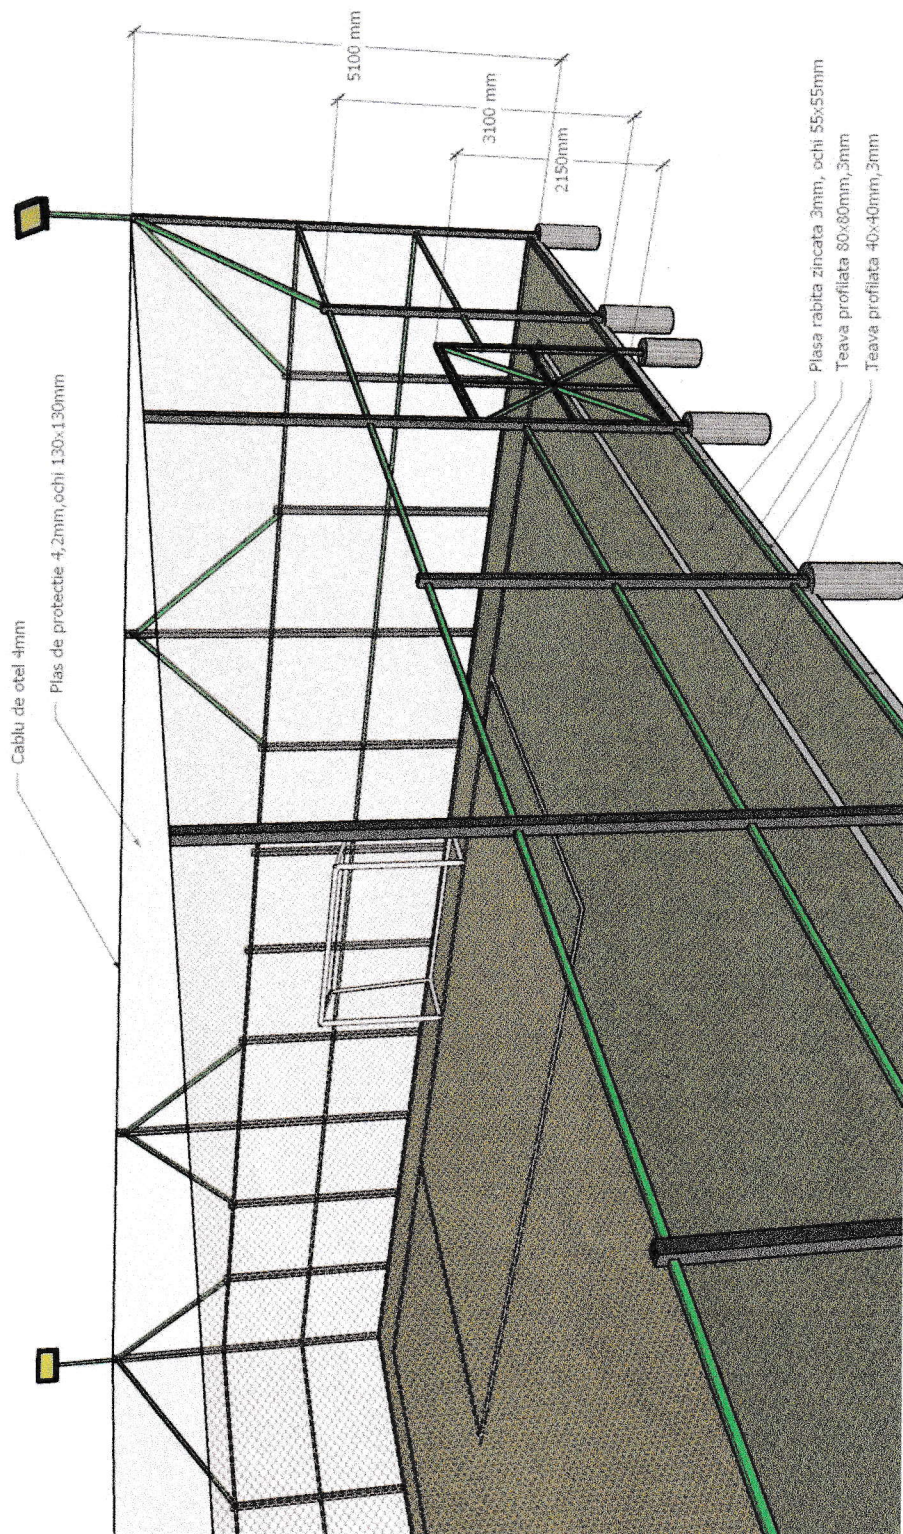 Cablu de otel 4mm
Plas de protectie 4,2mm,ochi 130x130mm
5100 mm
3100 mm
2150mm
Plasa rabita zincata 3mm, ochi 55x55mm
Teava profilata 80x80mm,3mm
Teava profilata 40x40mm,3mm